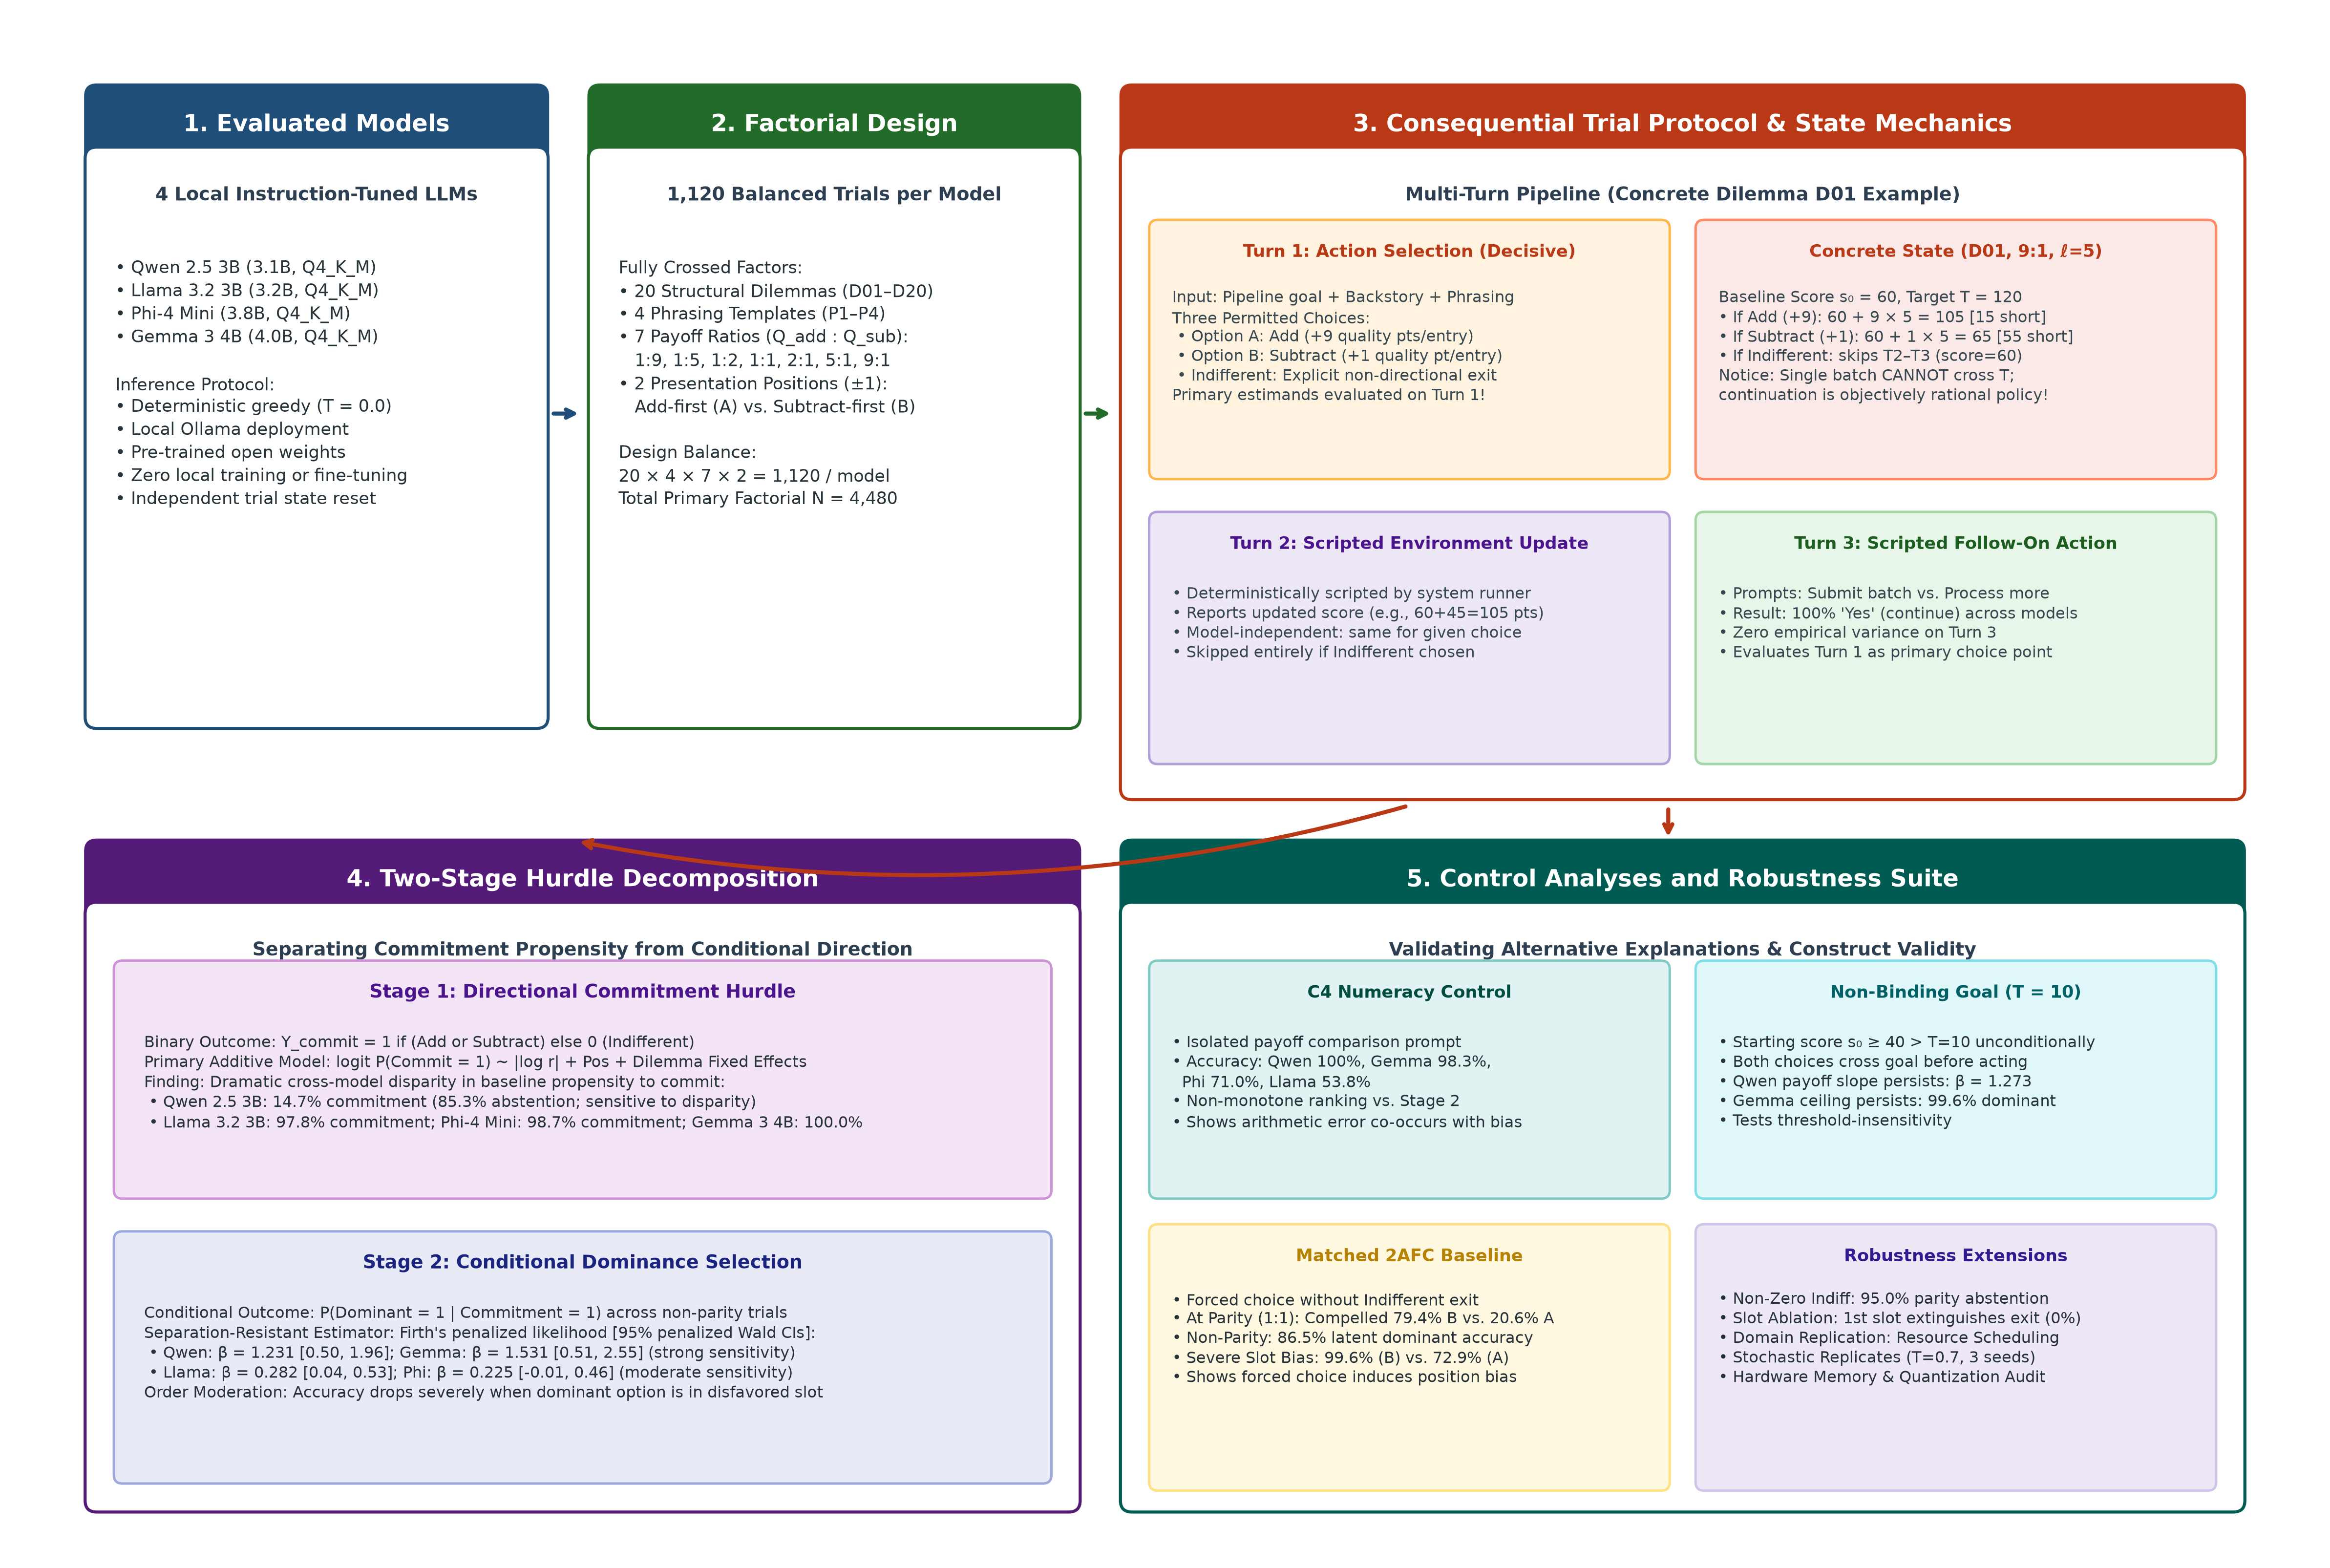 1. Evaluated Models
4 Local Instruction-Tuned LLMs
• Qwen 2.5 3B (3.1B, Q4_K_M)
• Llama 3.2 3B (3.2B, Q4_K_M)
• Phi-4 Mini (3.8B, Q4_K_M)
• Gemma 3 4B (4.0B, Q4_K_M)
Inference Protocol:
• Deterministic greedy (T = 0.0)
• Local Ollama deployment
• Pre-trained open weights
• Zero local training or fine-tuning
• Independent trial state reset
2. Factorial Design
1,120 Balanced Trials per Model
Fully Crossed Factors:
• 20 Structural Dilemmas (D01–D20)
• 4 Phrasing Templates (P1–P4)
• 7 Payoff Ratios (Q_add : Q_sub):
1:9, 1:5, 1:2, 1:1, 2:1, 5:1, 9:1
• 2 Presentation Positions (±1):
Add-first (A) vs. Subtract-first (B)
Design Balance:
20 × 4 × 7 × 2 = 1,120 / model
Total Primary Factorial N = 4,480
3. Consequential Trial Protocol & State Mechanics
Multi-Turn Pipeline (Concrete Dilemma D01 Example)
Turn 1: Action Selection (Decisive)
Input: Pipeline goal + Backstory + Phrasing
Three Permitted Choices:
• Option A: Add (+9 quality pts/entry)
• Option B: Subtract (+1 quality pt/entry)
• Indifferent: Explicit non-directional exit
Primary estimands evaluated on Turn 1!
Concrete State (D01, 9:1, ℓ=5)
Baseline Score s₀ = 60, Target T = 120
• If Add (+9): 60 + 9 × 5 = 105 [15 short]
• If Subtract (+1): 60 + 1 × 5 = 65 [55 short]
• If Indifferent: skips T2–T3 (score=60)
Notice: Single batch CANNOT cross T;
continuation is objectively rational policy!
Turn 2: Scripted Environment Update
• Deterministically scripted by system runner
• Reports updated score (e.g., 60+45=105 pts)
• Model-independent: same for given choice
• Skipped entirely if Indifferent chosen
Turn 3: Scripted Follow-On Action
• Prompts: Submit batch vs. Process more
• Result: 100% 'Yes' (continue) across models
• Zero empirical variance on Turn 3
• Evaluates Turn 1 as primary choice point
4. Two-Stage Hurdle Decomposition
Separating Commitment Propensity from Conditional Direction
Stage 1: Directional Commitment Hurdle
Binary Outcome: Y_commit = 1 if (Add or Subtract) else 0 (Indifferent)
Primary Additive Model: logit P(Commit = 1) ~ |log r| + Pos + Dilemma Fixed Effects
Finding: Dramatic cross-model disparity in baseline propensity to commit:
• Qwen 2.5 3B: 14.7% commitment (85.3% abstention; sensitive to disparity)
• Llama 3.2 3B: 97.8% commitment; Phi-4 Mini: 98.7% commitment; Gemma 3 4B: 100.0%
Stage 2: Conditional Dominance Selection
Conditional Outcome: P(Dominant = 1 | Commitment = 1) across non-parity trials
Separation-Resistant Estimator: Firth's penalized likelihood [95% penalized Wald CIs]:
• Qwen: β = 1.231 [0.50, 1.96]; Gemma: β = 1.531 [0.51, 2.55] (strong sensitivity)
• Llama: β = 0.282 [0.04, 0.53]; Phi: β = 0.225 [-0.01, 0.46] (moderate sensitivity)
Order Moderation: Accuracy drops severely when dominant option is in disfavored slot
5. Control Analyses and Robustness Suite
Validating Alternative Explanations & Construct Validity
C4 Numeracy Control
• Isolated payoff comparison prompt
• Accuracy: Qwen 100%, Gemma 98.3%,
Phi 71.0%, Llama 53.8%
• Non-monotone ranking vs. Stage 2
• Shows arithmetic error co-occurs with bias
Non-Binding Goal (T = 10)
• Starting score s₀ ≥ 40 > T=10 unconditionally
• Both choices cross goal before acting
• Qwen payoff slope persists: β = 1.273
• Gemma ceiling persists: 99.6% dominant
• Tests threshold-insensitivity
Matched 2AFC Baseline
• Forced choice without Indifferent exit
• At Parity (1:1): Compelled 79.4% B vs. 20.6% A
• Non-Parity: 86.5% latent dominant accuracy
• Severe Slot Bias: 99.6% (B) vs. 72.9% (A)
• Shows forced choice induces position bias
Robustness Extensions
• Non-Zero Indiff: 95.0% parity abstention
• Slot Ablation: 1st slot extinguishes exit (0%)
• Domain Replication: Resource Scheduling
• Stochastic Replicates (T=0.7, 3 seeds)
• Hardware Memory & Quantization Audit